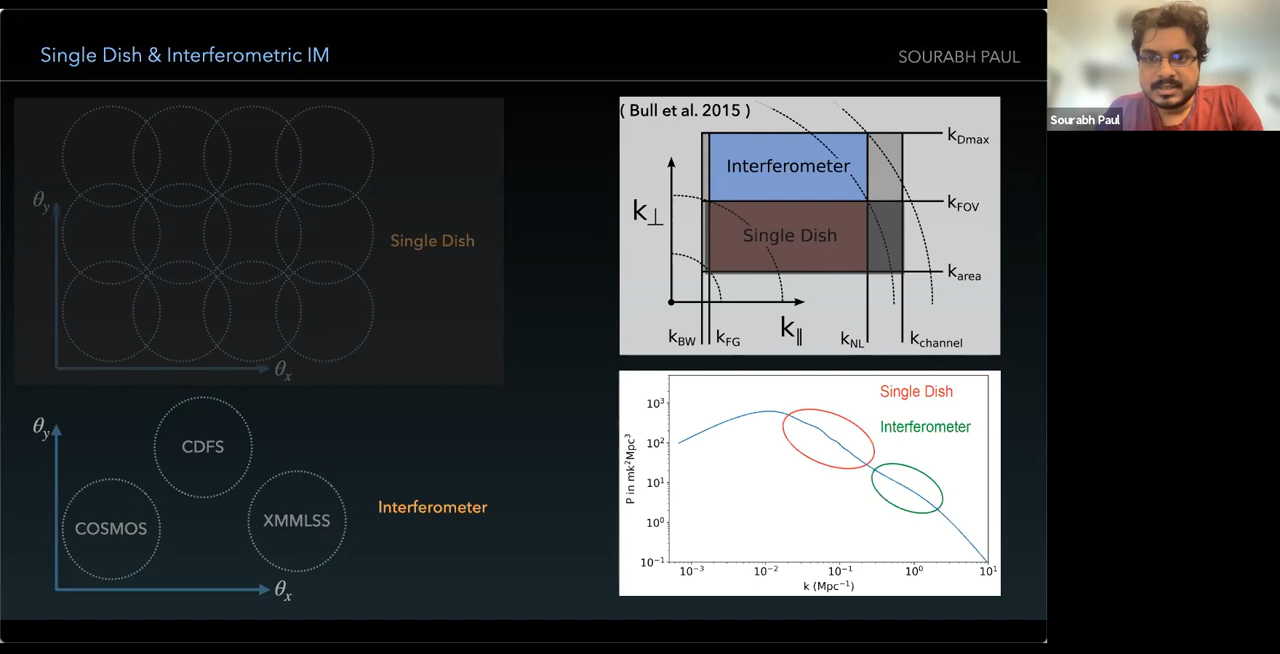 Single Dish & Interferometric IM
SOURABH PAUL
Sourabh Paul
θy
θx
Single Dish
( Bull et al. 2015 )
k⊥
Interferometer
Single Dish
kDmax
kFOV
karea
kBW
kFG
k∥
kNL
kchannel
θy
CDFS
COSMOS
XMMLSS
θx
Interferometer
Single Dish
Interferometer
P in mk²Mpc³
10³
10²
10¹
10⁰
10⁻¹
10⁻³
10⁻²
10⁻¹
10⁰
10¹
k (Mpc⁻¹)